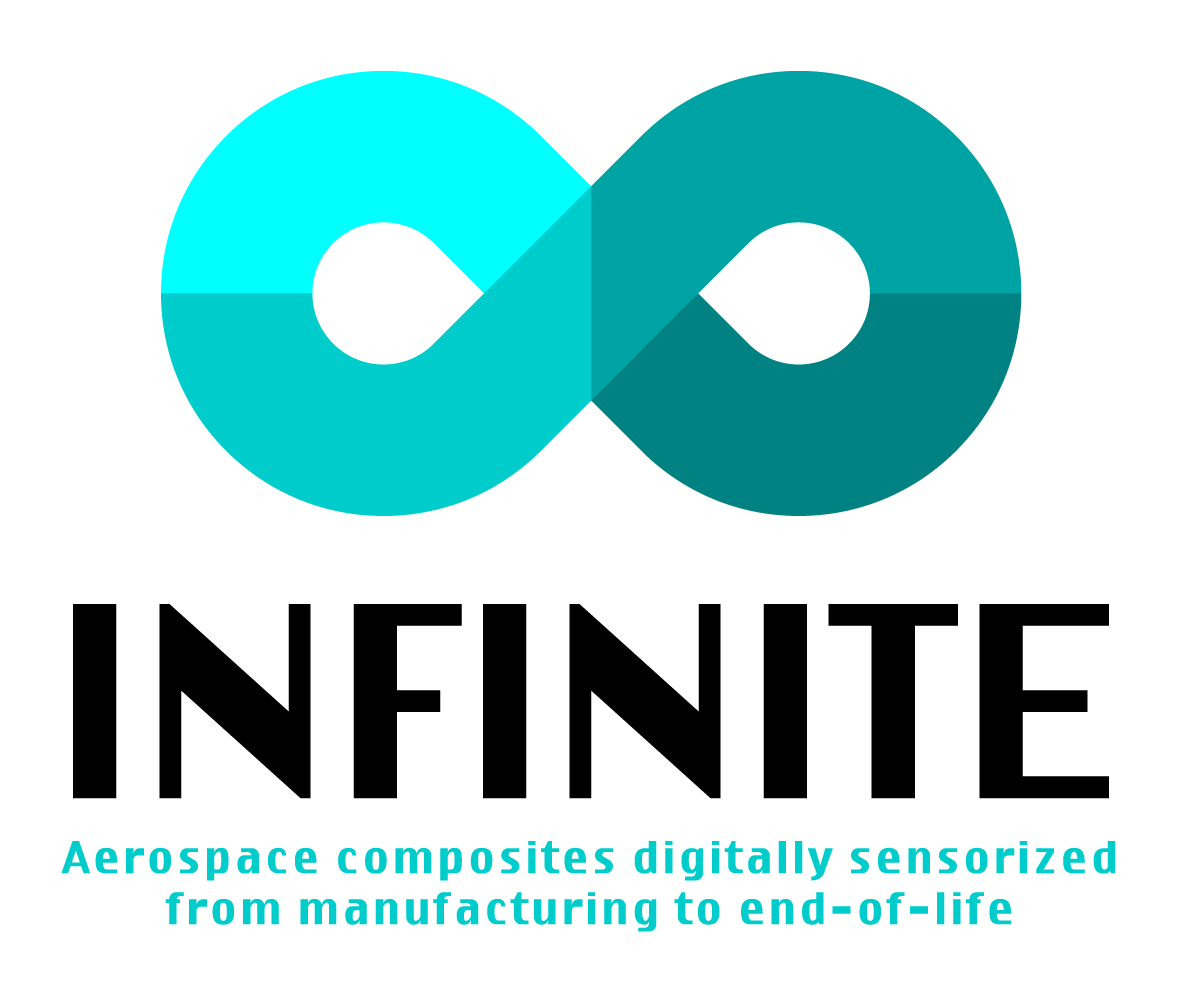 INFINITE
Aerospace composites digitally sensorized
from manufacturing to end-of-life